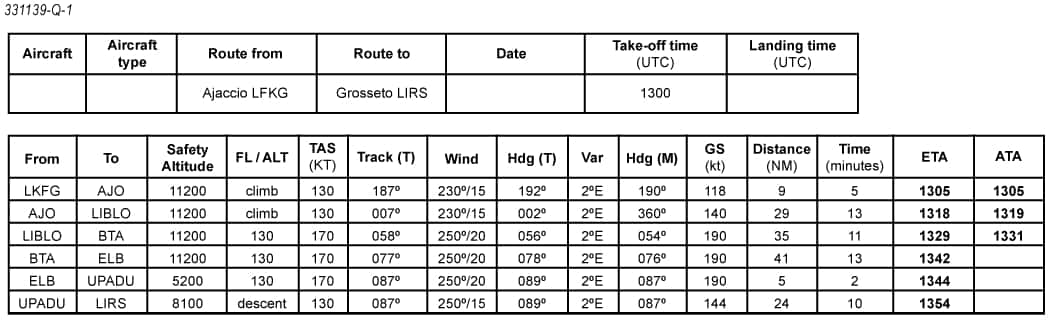 331139-Q-1
Aircraft Aircraft type Route from Route to Date Take-off time (UTC) Landing time (UTC)
Ajaccio LFKG Grosseto LIRS 1300
From To Safety Altitude FL / ALT TAS (KT) Track (T) Wind Hdg (T) Var Hdg (M) GS (kt) Distance (NM) Time (minutes) ETA ATA
LKFG AJO 11200 climb 130 187º 230º/15 192º 2ºE 190º 118 9 5 1305 1305
AJO LIBLO 11200 climb 130 007º 230º/15 002º 2ºE 360º 140 29 13 1318 1319
LIBLO BTA 11200 130 170 058º 250º/20 056º 2ºE 054º 190 35 11 1329 1331
BTA ELB 11200 130 170 077º 250º/20 078º 2ºE 076º 190 41 13 1342
ELB UPADU 5200 130 170 087º 250º/20 089º 2ºE 087º 190 5 2 1344
UPADU LIRS 8100 descent 130 087º 250º/15 089º 2ºE 087º 144 24 10 1354